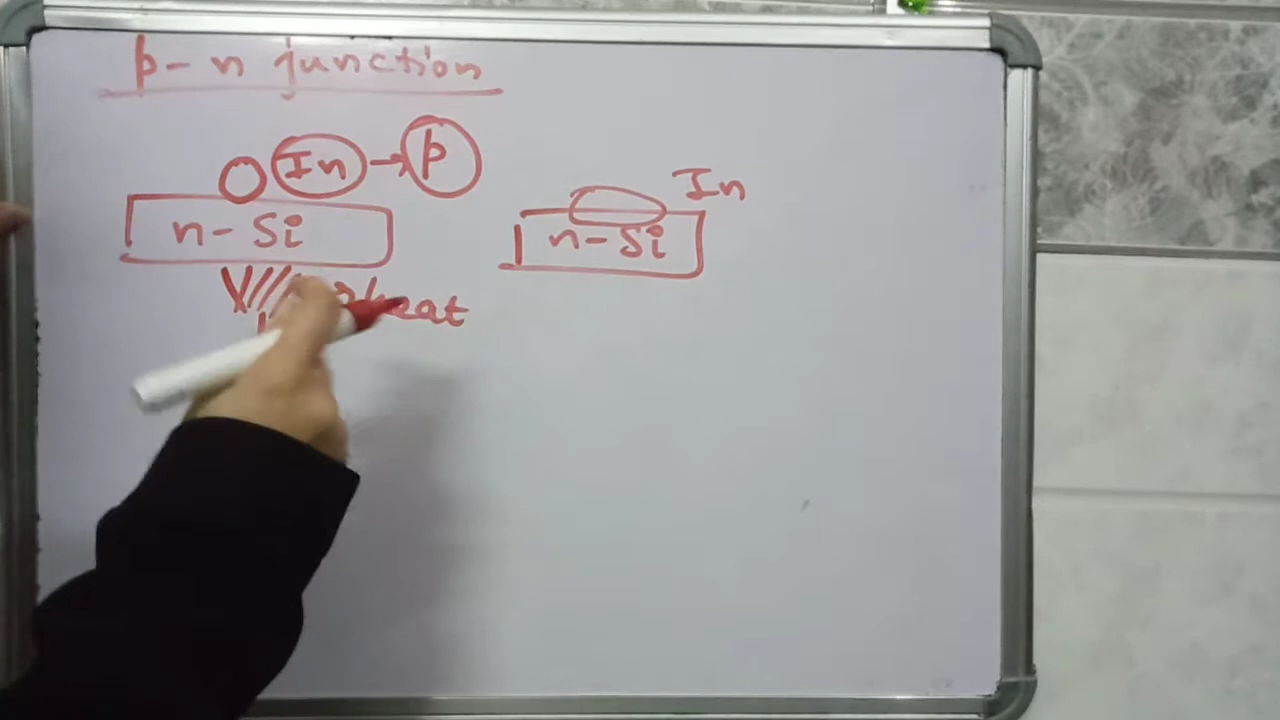 p-n junction
In → p
In
n-Si
n-Si
heat